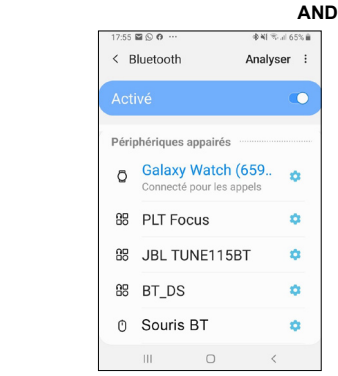 AND
17:55 ··· 65%
Bluetooth Analyser
Activé
Périphériques appairés
Galaxy Watch (659..
Connecté pour les appels
PLT Focus
JBL TUNE115BT
BT_DS
Souris BT